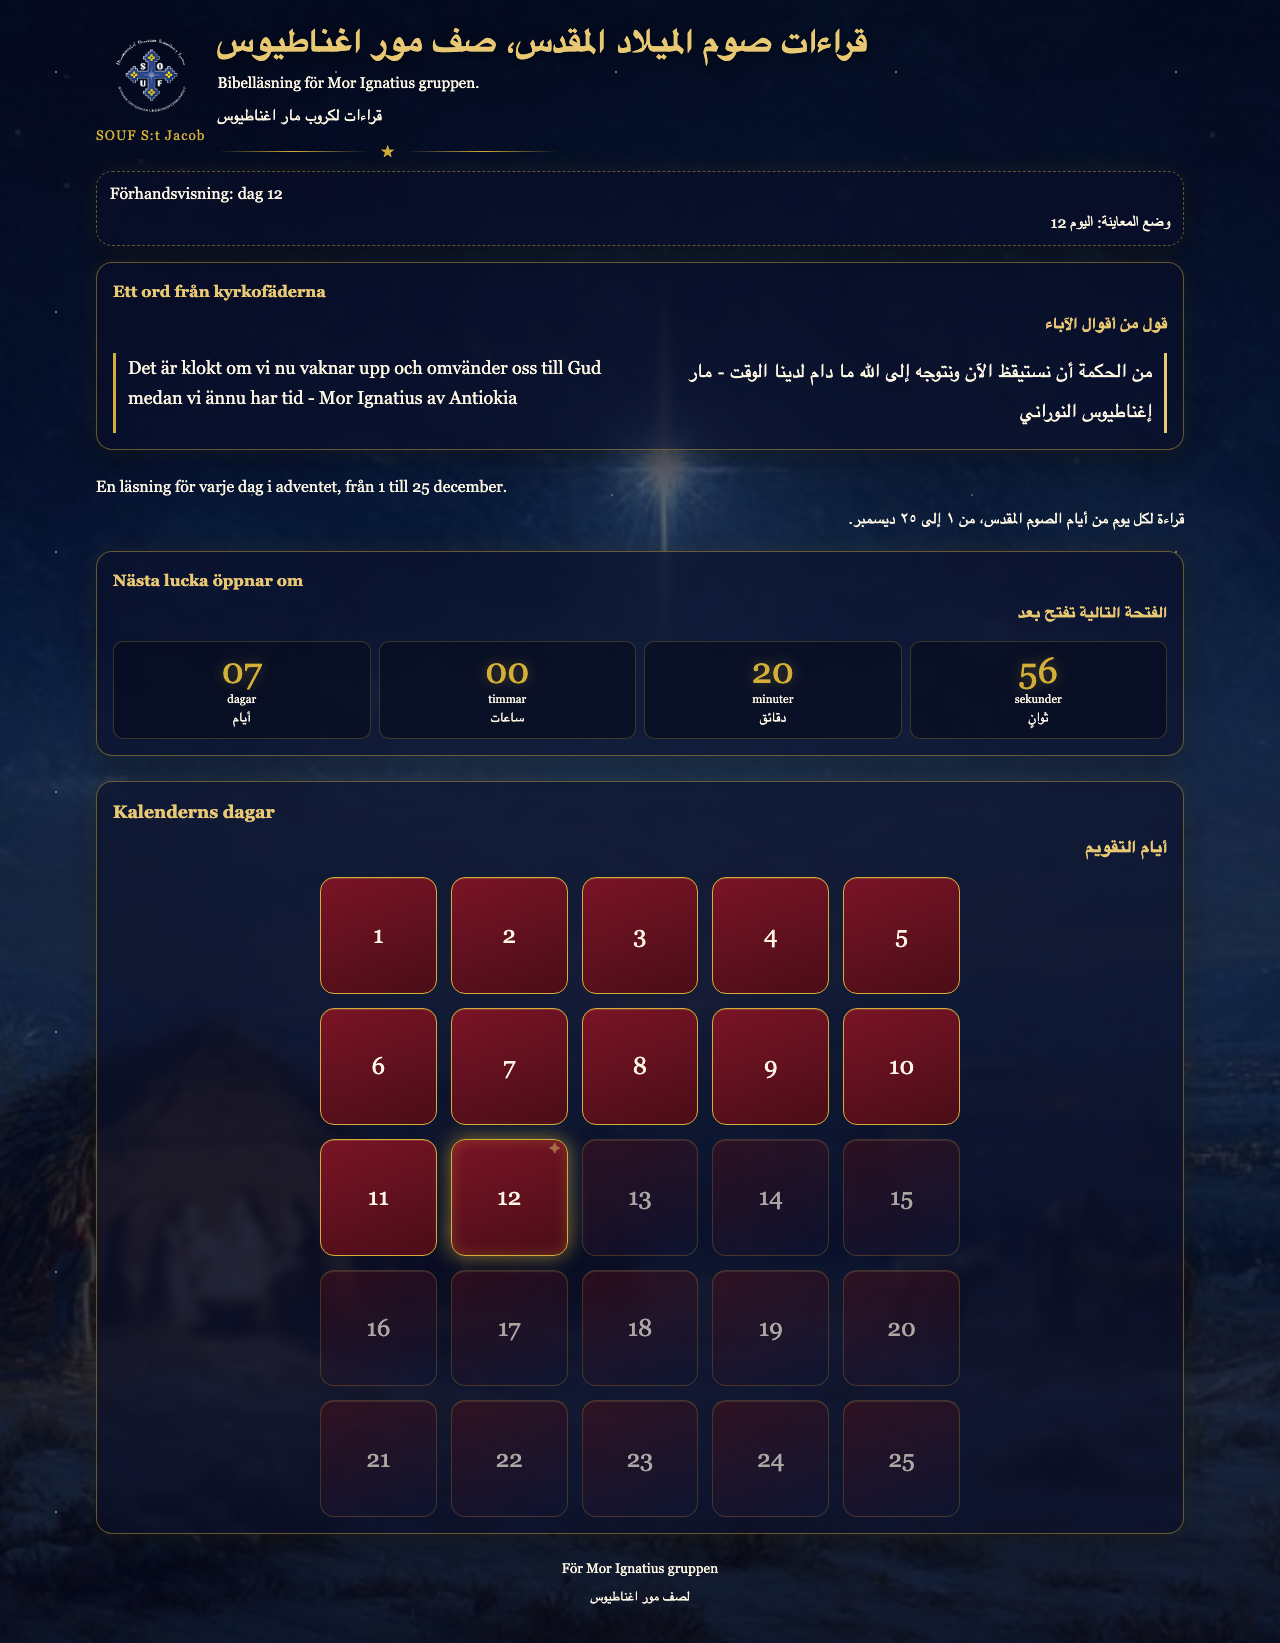 قراءات صوم الميلاد المقدس، صف مور اغناطيوس
Bibelläsning för Mor Ignatius gruppen.
قراءات لكروب مار اغناطيوس
S O
U F
SOUF S:t Jacob
Förhandsvisning: dag 12
وضع المعاينة: اليوم 12
Ett ord från kyrkofäderna
قول من أقوال الآباء
Det är klokt om vi nu vaknar upp och omvänder oss till Gud
medan vi ännu har tid - Mor Ignatius av Antiokia
من الحكمة أن نستيقظ الآن ونتوجه إلى الله ما دام لدينا الوقت - مار
إغناطيوس النوراني
En läsning för varje dag i adventet, från 1 till 25 december.
قراءة لكل يوم من أيام الصوم المقدس، من ١ إلى ٢٥ ديسمبر.
Nästa lucka öppnar om
الفتحة التالية تفتح بعد
07 00 20 56
dagar timmar minuter sekunder
أيام ساعات دقائق ثوانٍ
Kalenderns dagar
أيام التقويم
1 2 3 4 5
6 7 8 9 10
11 12 13 14 15
16 17 18 19 20
21 22 23 24 25
För Mor Ignatius gruppen
لصف مور اغناطيوس